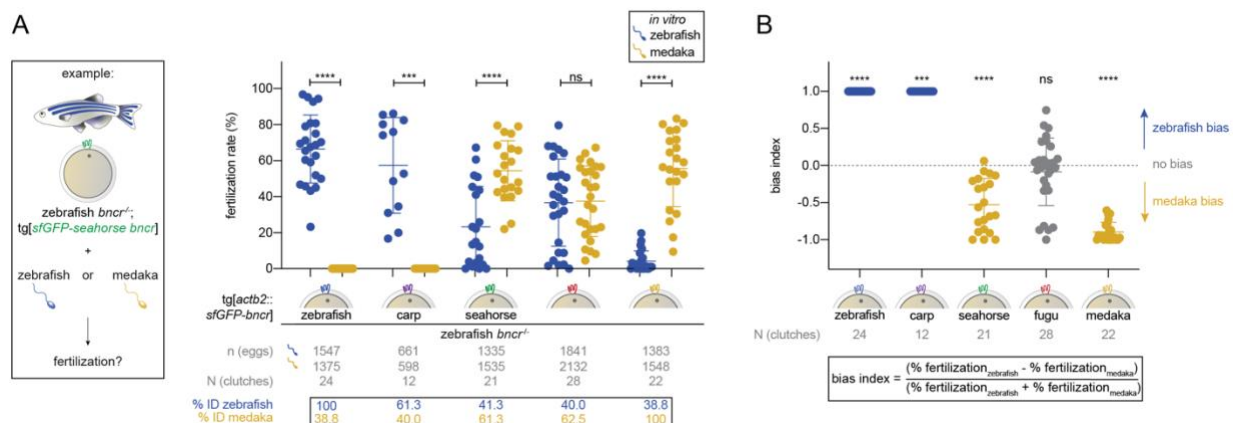 A
example:
zebrafish bncr-/-;
tg[sfGFP-seahorse bncr]
+
zebrafish or medaka
fertilization?
in vitro
zebrafish
medaka
**** *** **** ns ****
fertilization rate (%)
100
80
60
40
20
0
tg[actb2::
sfGFP-bncr]
zebrafish carp seahorse
zebrafish bncr-/-
n (eggs) 1547 661 1335 1841 1383
1375 598 1535 2132 1548
N (clutches) 24 12 21 28 22
% ID zebrafish 100 61.3 41.3 40.0 38.8
% ID medaka 38.8 40.0 61.3 62.5 100
B
**** *** **** ns ****
bias index
1.0
0.5
0.0
-0.5
-1.0
zebrafish bias
no bias
medaka bias
zebrafish carp seahorse fugu medaka
N (clutches) 24 12 21 28 22
bias index = (% fertilization zebrafish - % fertilization medaka)
(% fertilization zebrafish + % fertilization medaka)